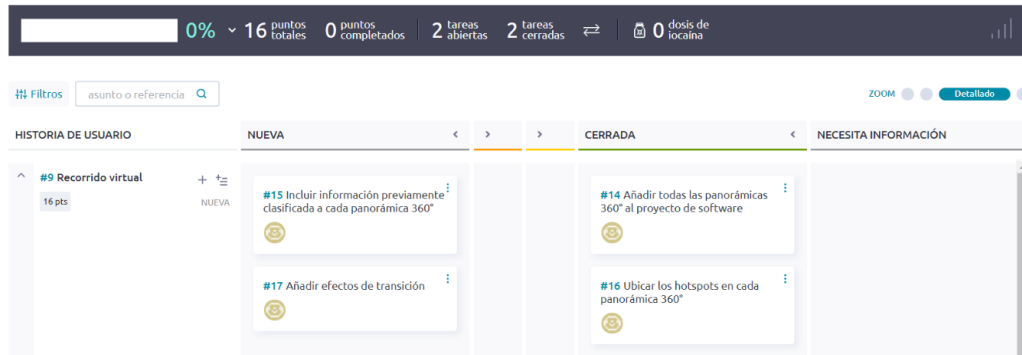 0% 16 puntos totales 0 puntos completados 2 tareas abiertas 2 tareas cerradas 0 dosis de iocaína
Filtros asunto o referencia ZOOM Detallado
HISTORIA DE USUARIO NUEVA CERRADA NECESITA INFORMACIÓN
#9 Recorrido virtual
16 pts NUEVA
#15 Incluir información previamente
clasificada a cada panorámica 360°
#14 Añadir todas las panorámicas
360° al proyecto de software
#17 Añadir efectos de transición
#16 Ubicar los hotspots en cada
panorámica 360°